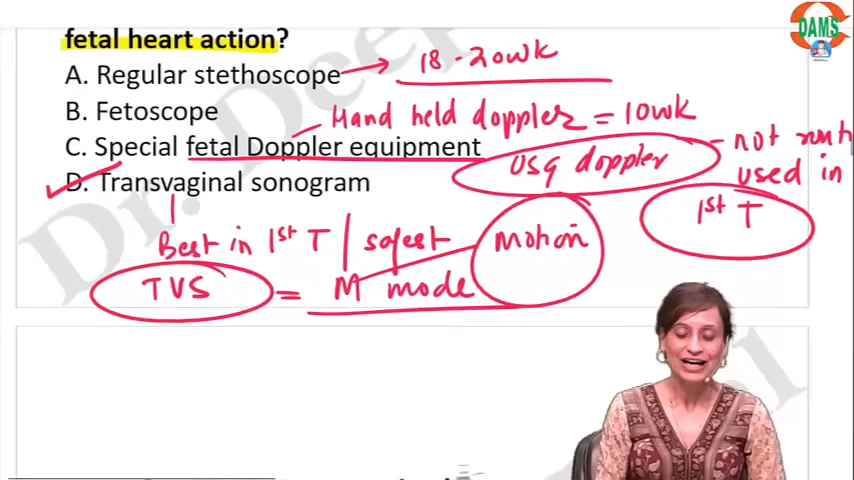 fetal heart action?
DAMS
A. Regular stethoscope → 18-20wk
B. Fetoscope
Hand held doppler = 10wk
C. Special fetal Doppler equipment
USG doppler - not
used in
1st T
D. Transvaginal sonogram
Best in 1st T | safest
Motion
TVS = M mode